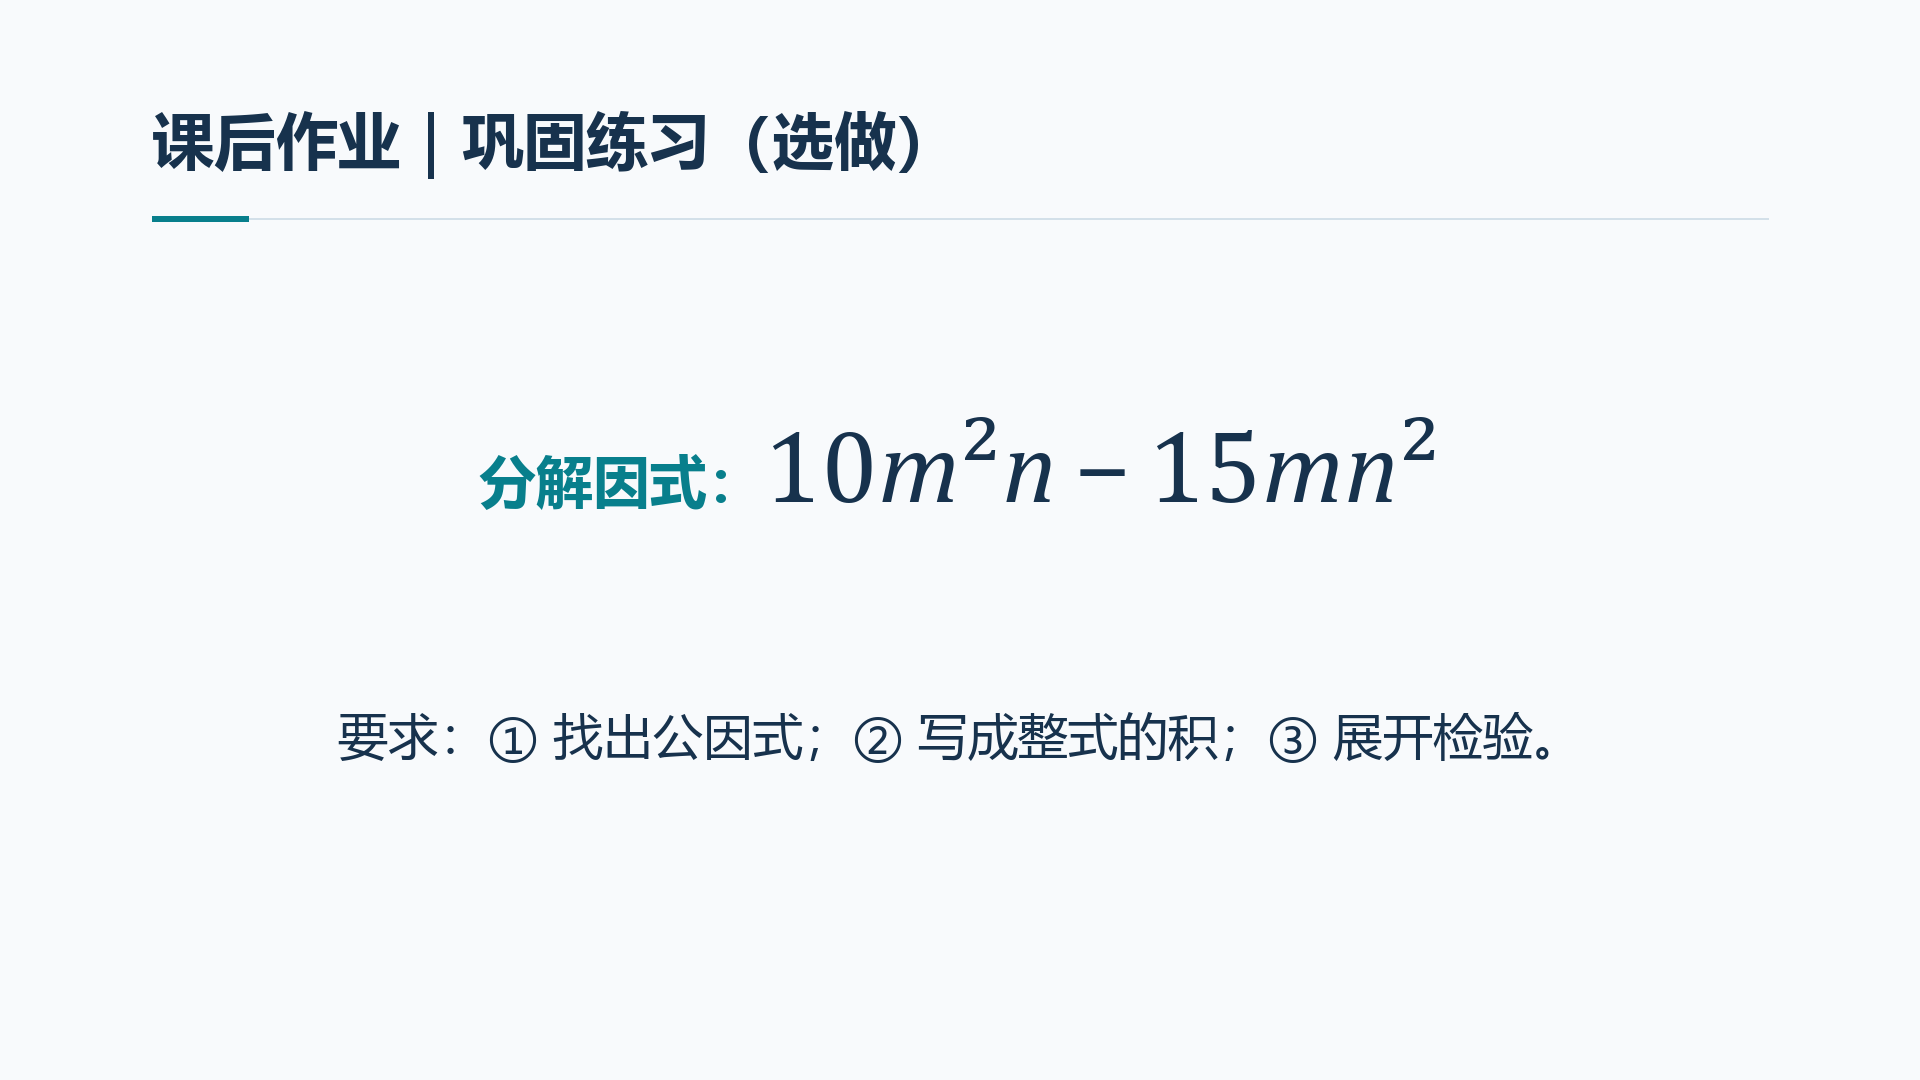 课后作业｜巩固练习（选做）
分解因式：10m²n − 15mn²
要求：① 找出公因式；② 写成整式的积；③ 展开检验。